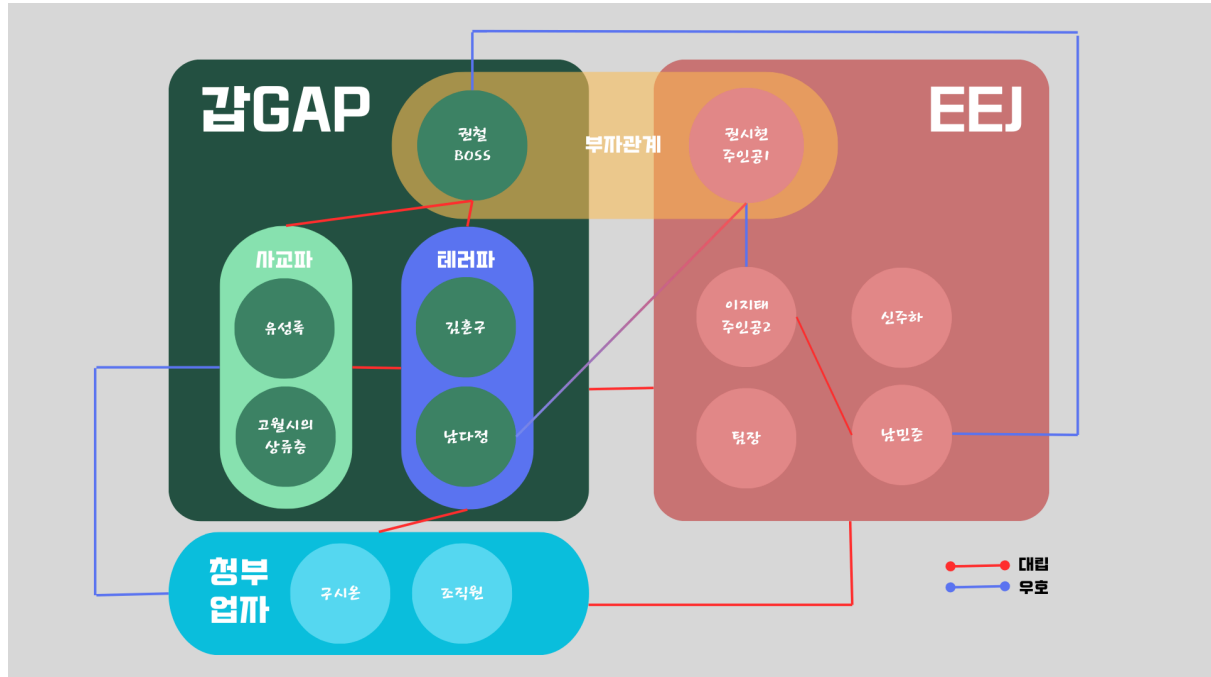 갑GAP
EEJ
권철
BOSS
부자관계
권시현
주인공1
사교파
테러파
유성록
김훈구
이지태
주인공2
신주하
고월시의
상류층
남다정
팀장
남민준
청부
업자
구시온
조직원
대립
우호